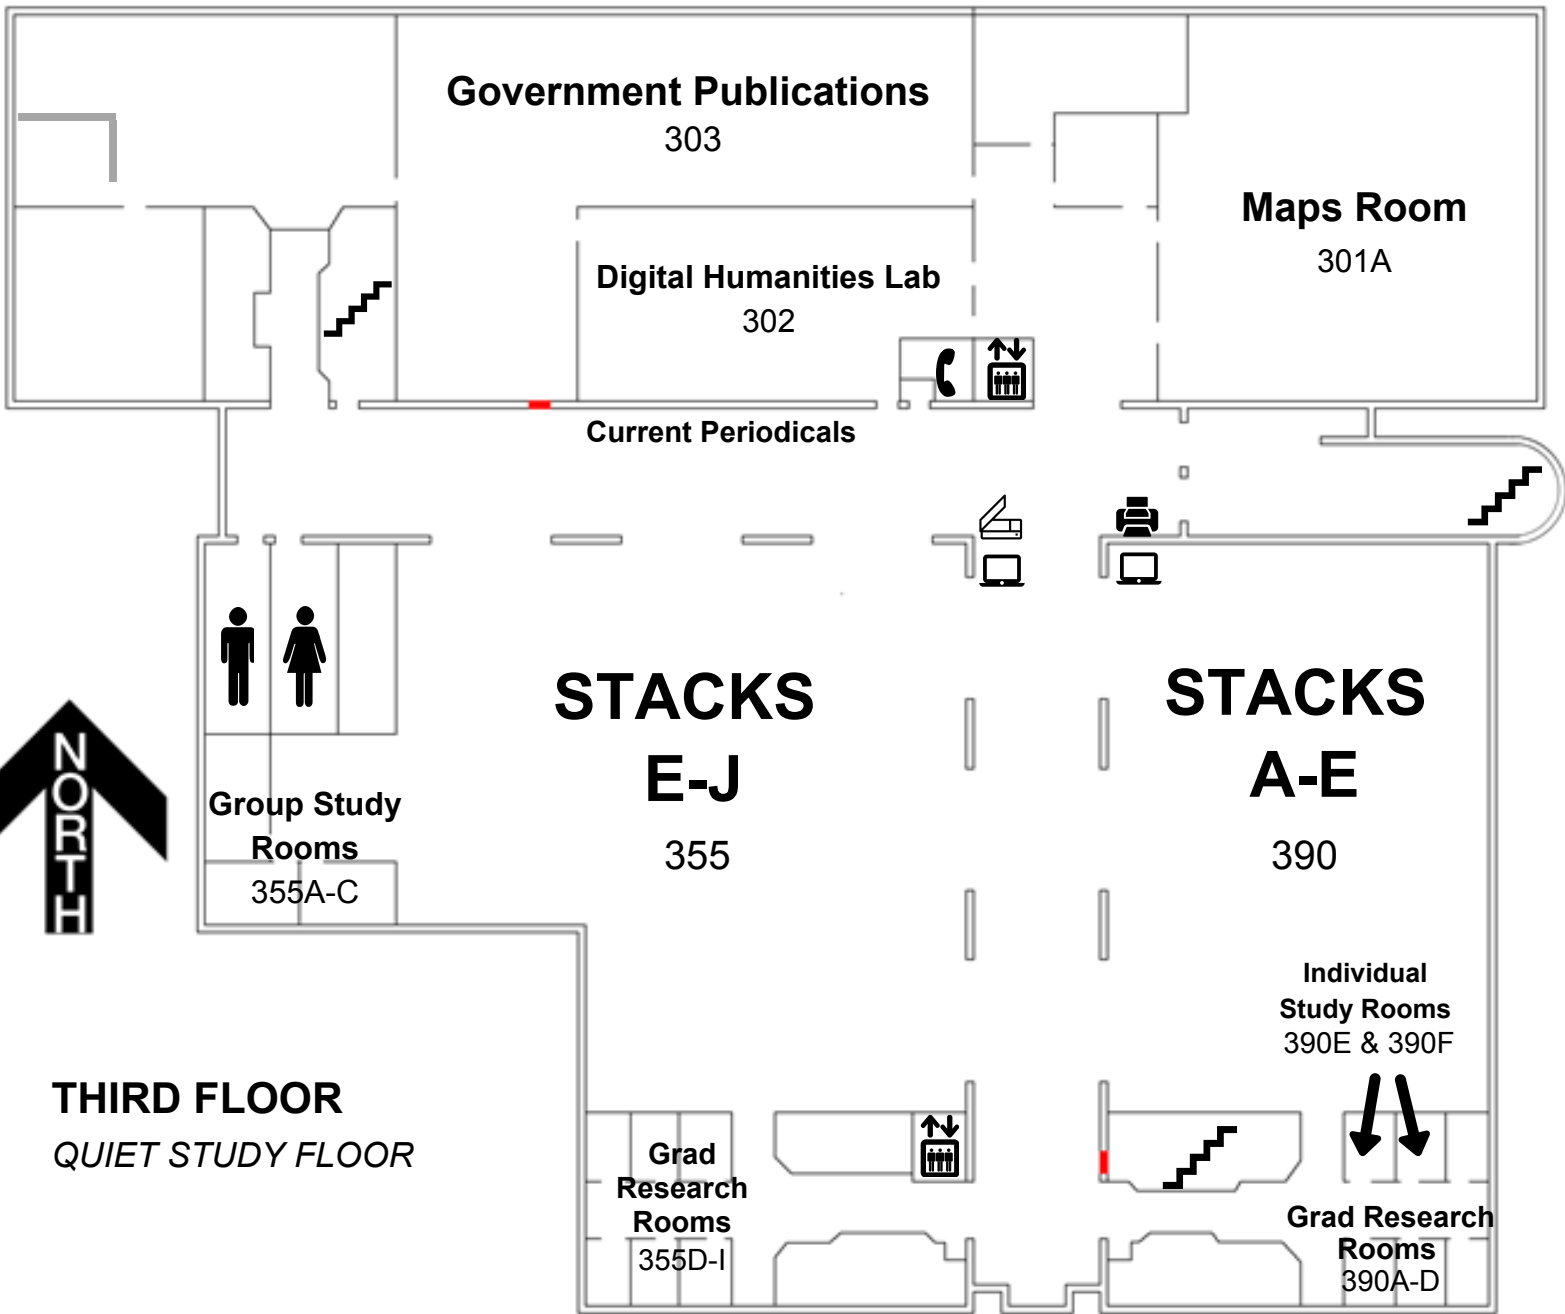 Government Publications
303
Maps Room
301A
Digital Humanities Lab
302
Current Periodicals
STACKS
E-J
355
STACKS
A-E
390
NORTH
Group Study
Rooms
355A-C
Individual
Study Rooms
390E & 390F
THIRD FLOOR
QUIET STUDY FLOOR
Grad
Research
Rooms
355D-I
Grad Research
Rooms
390A-D